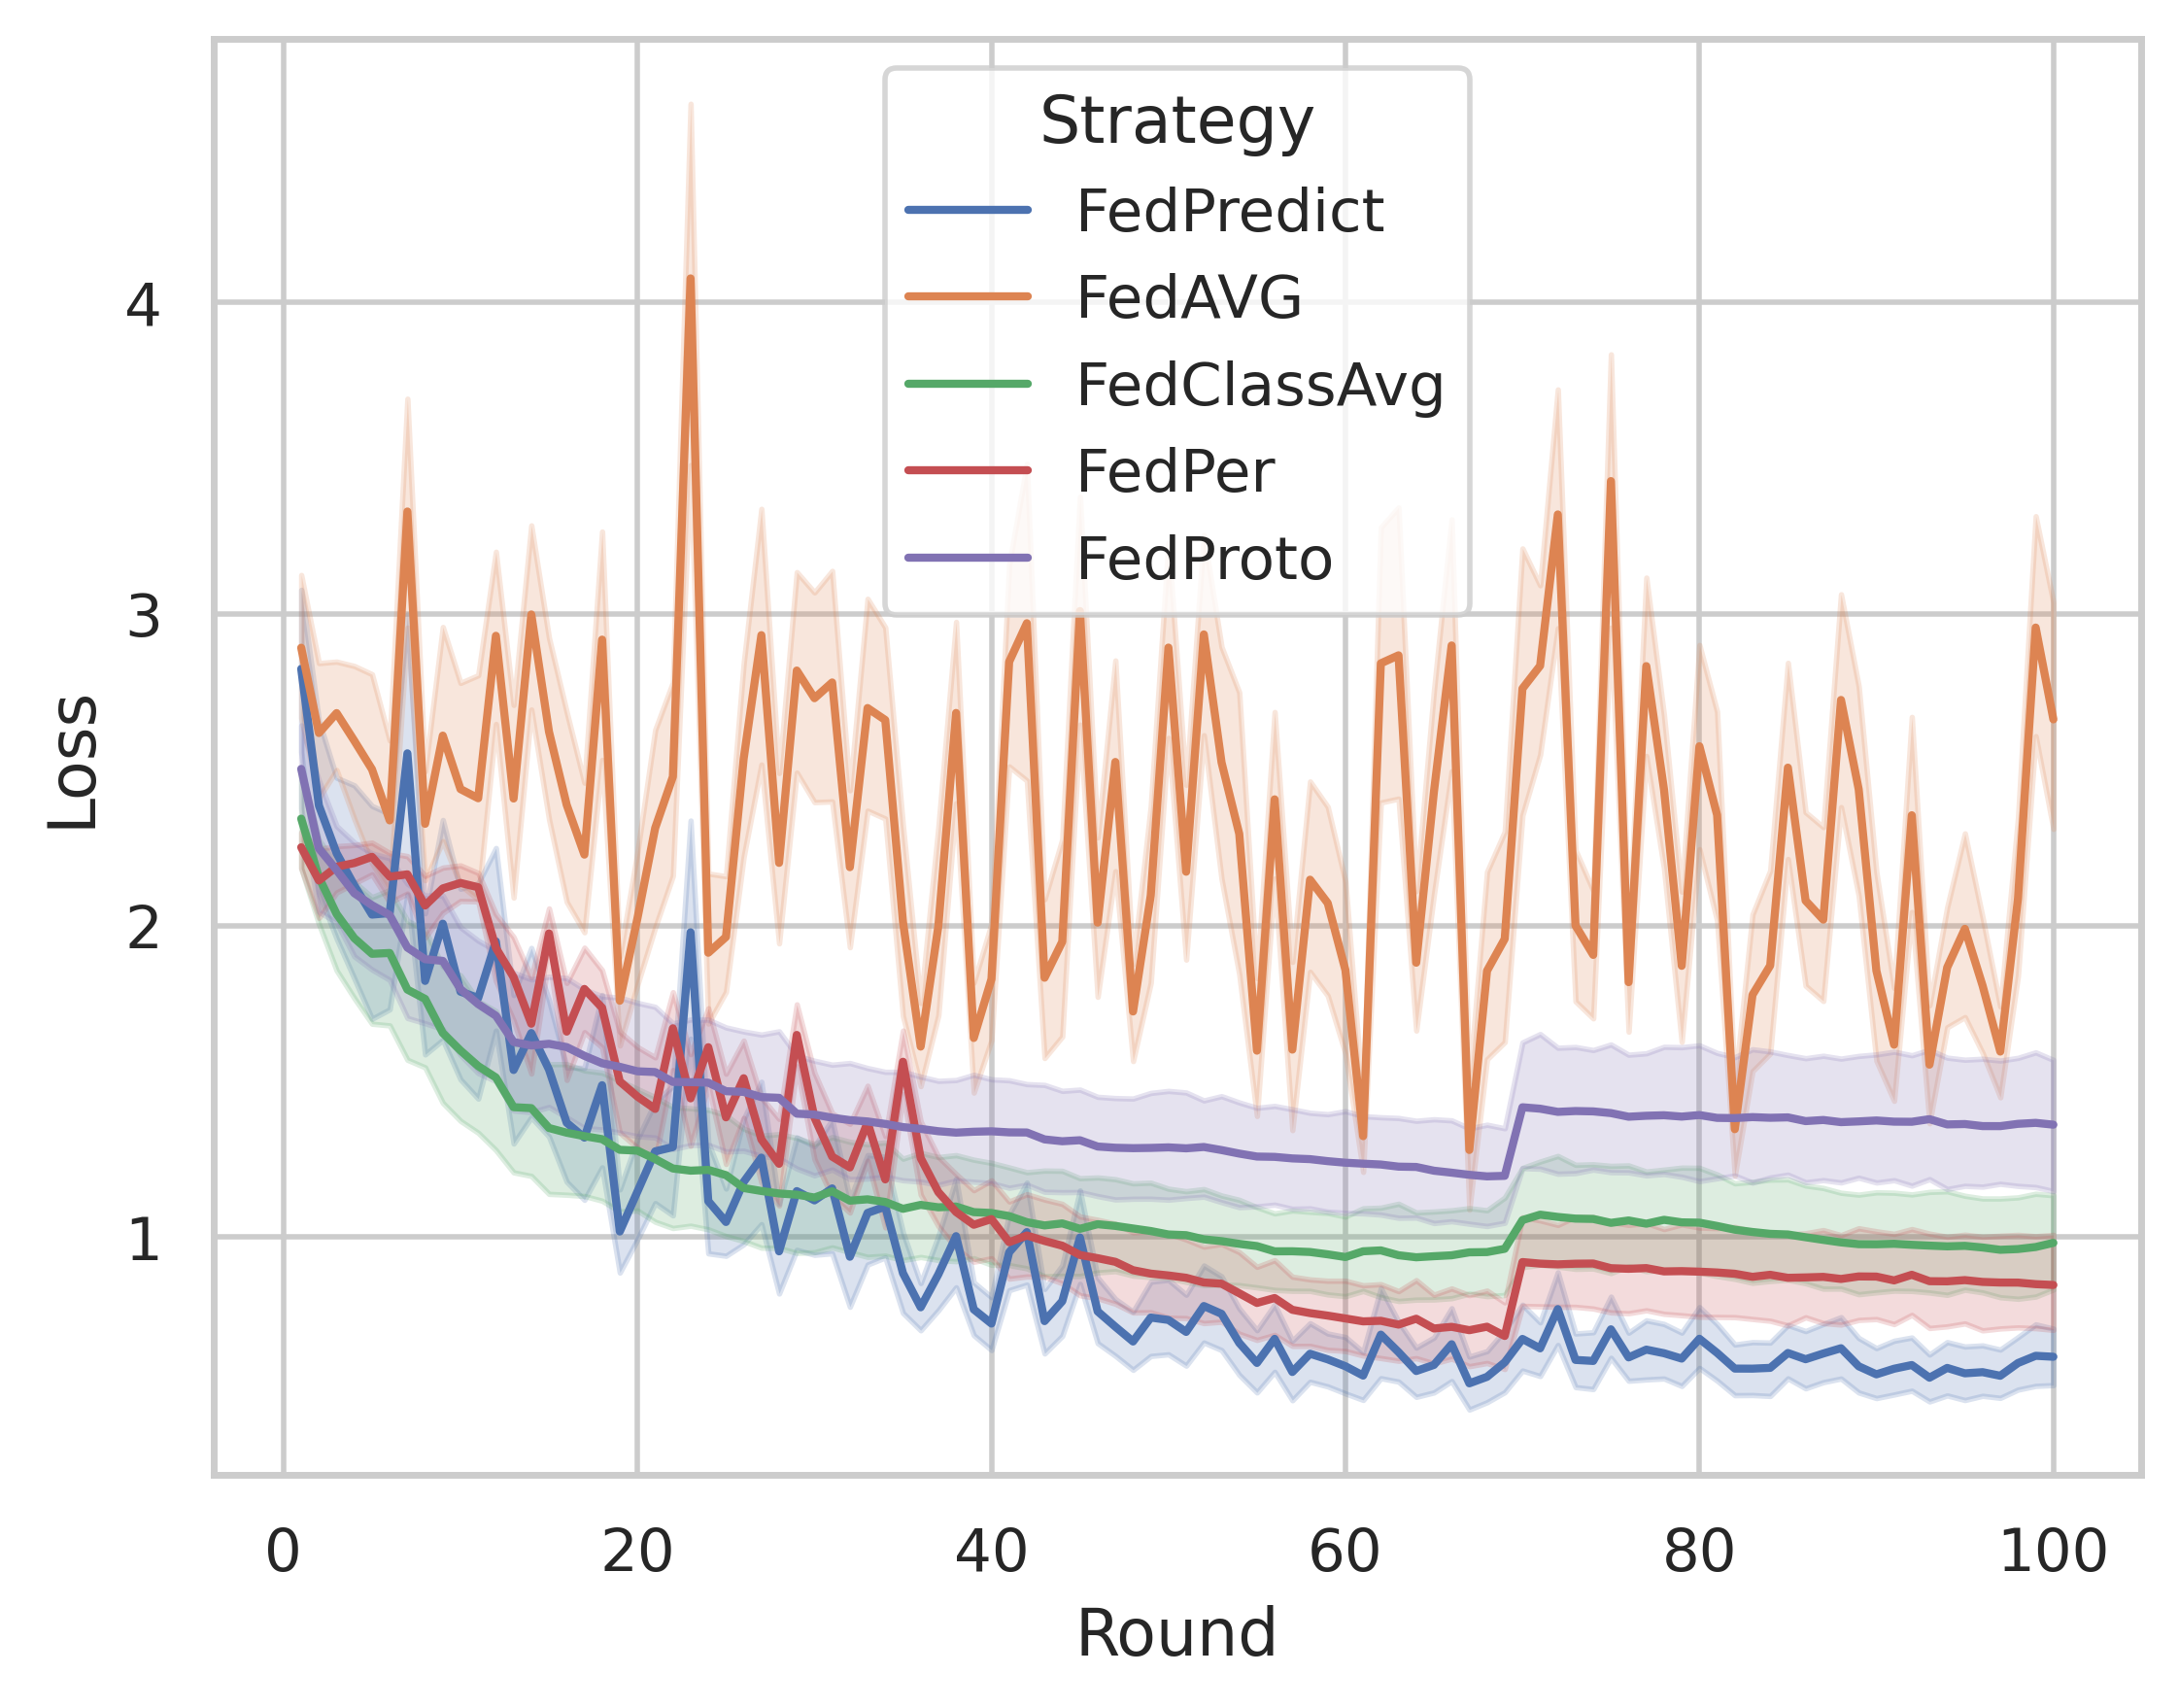 Strategy
FedPredict
FedAVG
FedClassAvg
FedPer
FedProto
Loss
4
3
2
1
0 20 40 60 80 100
Round